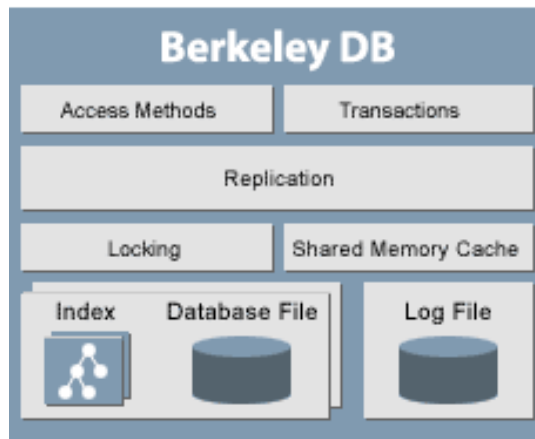 Berkeley DB
Access Methods Transactions
Replication
Locking Shared Memory Cache
Index Database File Log File